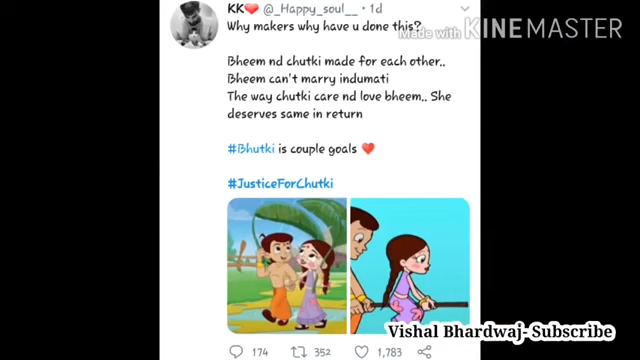 KK❤ @_Happy_soul__ · 1d
Why makers why have u done this?
Made with KINEMASTER
Bheem nd chutki made for each other..
Bheem can't marry indumati
The way chutki care nd love bheem.. She
deserves same in return
#Bhutki is couple goals ❤
#JusticeForChutki
Vishal Bhardwaj- Subscribe
174 352 1,783